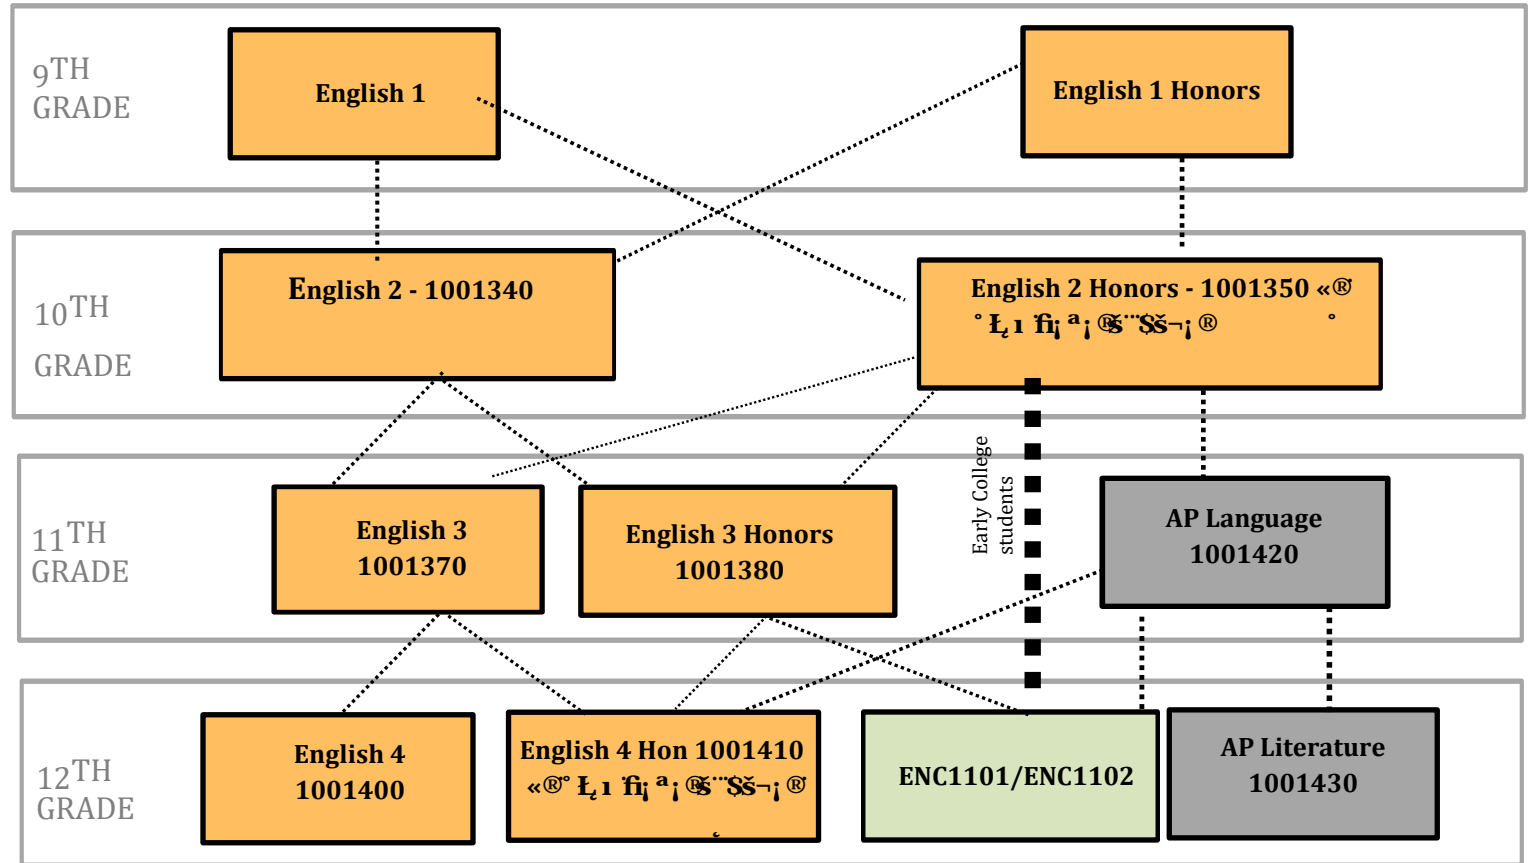 9TH
GRADE
English 1
English 1 Honors
10TH
GRADE
English 2 - 1001340
English 2 Honors - 1001350
Early College
students
11TH
GRADE
English 3
1001370
English 3 Honors
1001380
AP Language
1001420
12TH
GRADE
English 4
1001400
English 4 Hon 1001410
ENC1101/ENC1102
AP Literature
1001430